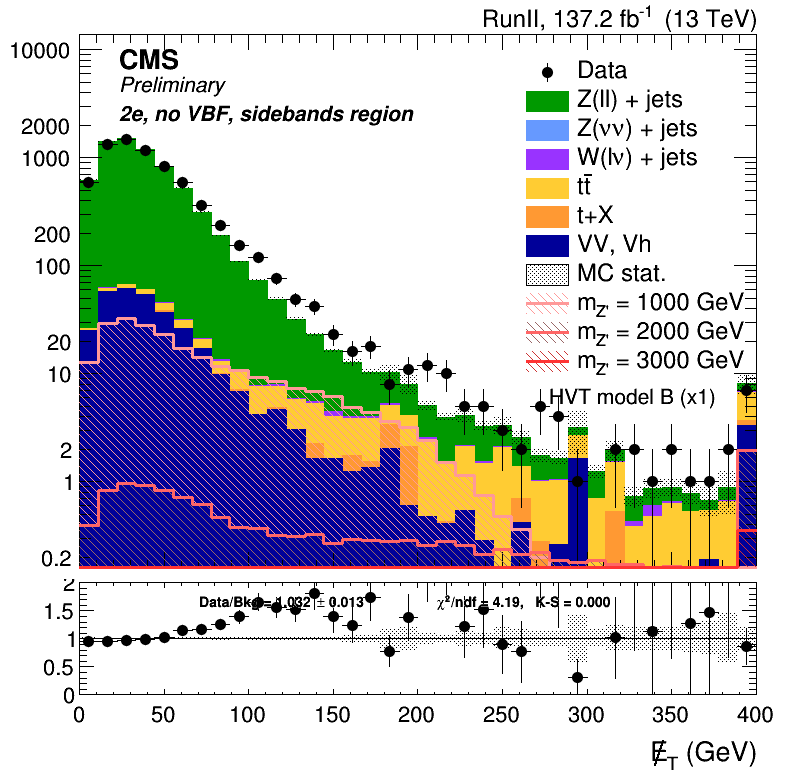 RunII, 137.2 fb⁻¹ (13 TeV)
CMS
Preliminary
2e, no VBF, sidebands region
Data
Z(ll) + jets
Z(νν) + jets
W(lν) + jets
tt̄
t+X
VV, Vh
MC stat.
m_Z' = 1000 GeV
m_Z' = 2000 GeV
m_Z' = 3000 GeV
HVT model B (x1)
10000
2000
1000
200
100
20
10
2
1
0.2
Data/Bkg = 1.032 ± 0.013
χ²/ndf = 4.19, K-S = 0.000
2
1.5
1
0.5
0
0 50 100 150 200 250 300 350 400
E̸_T (GeV)